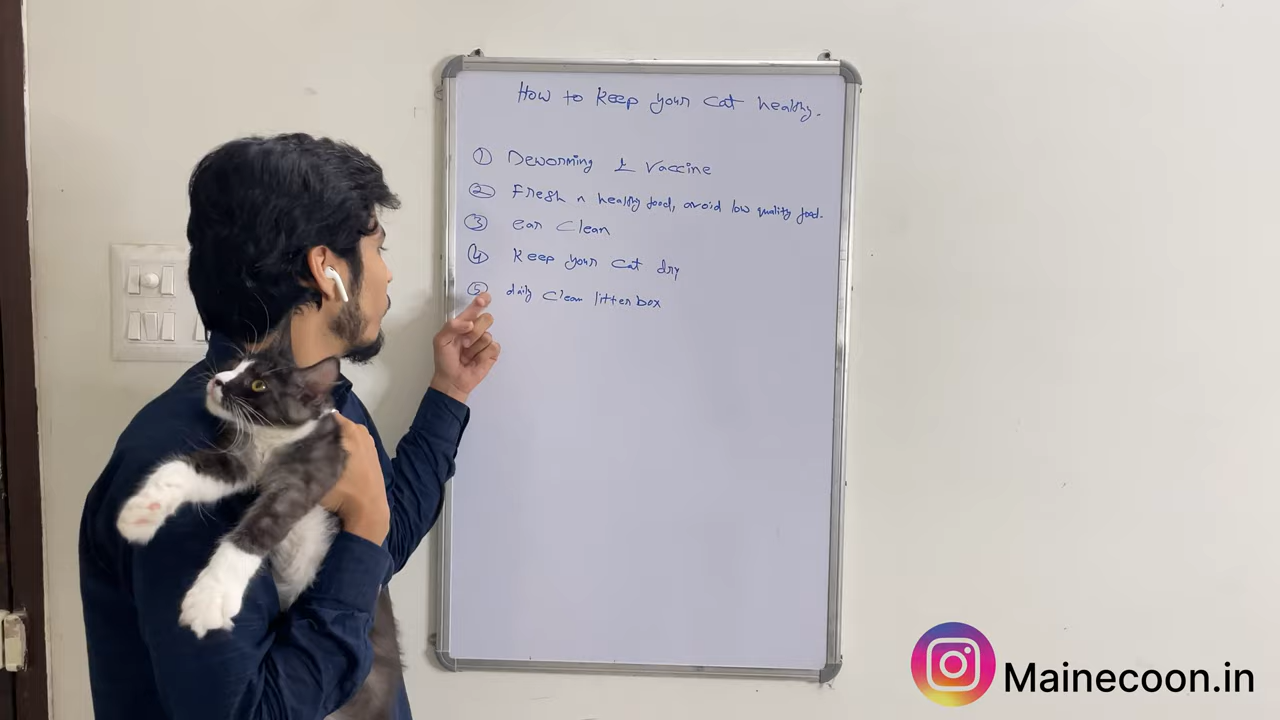 How to keep your cat healthy.
① Deworming & Vaccine
② Fresh n healthy food, avoid low quality food.
③ ear clean
④ keep your cat dry
⑤ daily clean litter box
Mainecoon.in